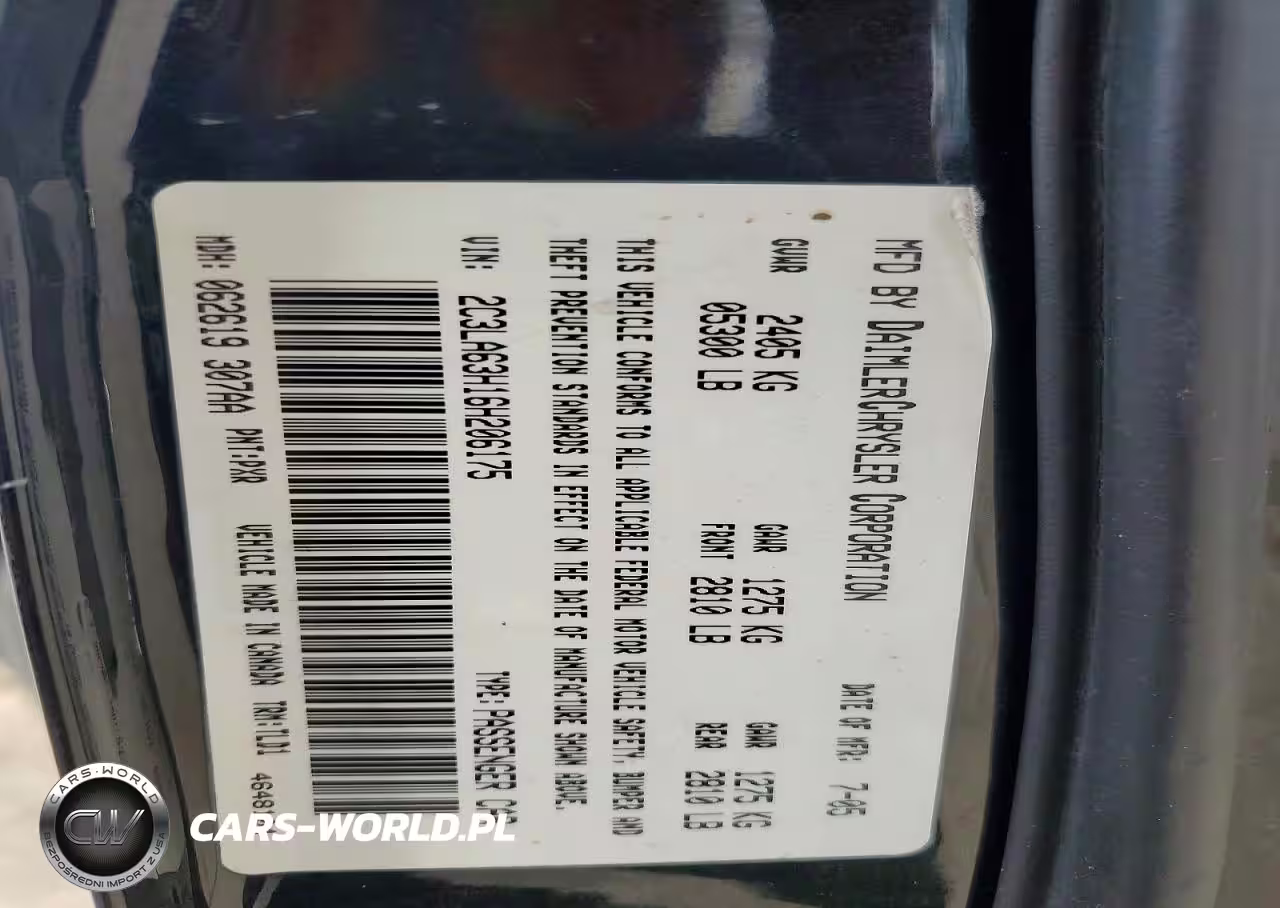 MFD BY DAIMLERCHRYSLER CORPORATION
DATE OF MFR: 7-05
GVWR 2405 KG
05300 LB
GAWR FRONT 1275 KG
2810 LB
GAWR REAR 1275 KG
2810 LB
THIS VEHICLE CONFORMS TO ALL APPLICABLE FEDERAL MOTOR VEHICLE SAFETY, BUMPER AND
THEFT PREVENTION STANDARDS IN EFFECT ON THE DATE OF MANUFACTURE SHOWN ABOVE.
VIN: 2C3LA63H16H206175 TYPE: PASSENGER CAR
MDH: 062619 307AA PNT:PXR VEHICLE MADE IN CANADA TRM:TLD1
CARS-WORLD
CW
BEZPOŚREDNI IMPORT Z USA
CARS-WORLD.PL